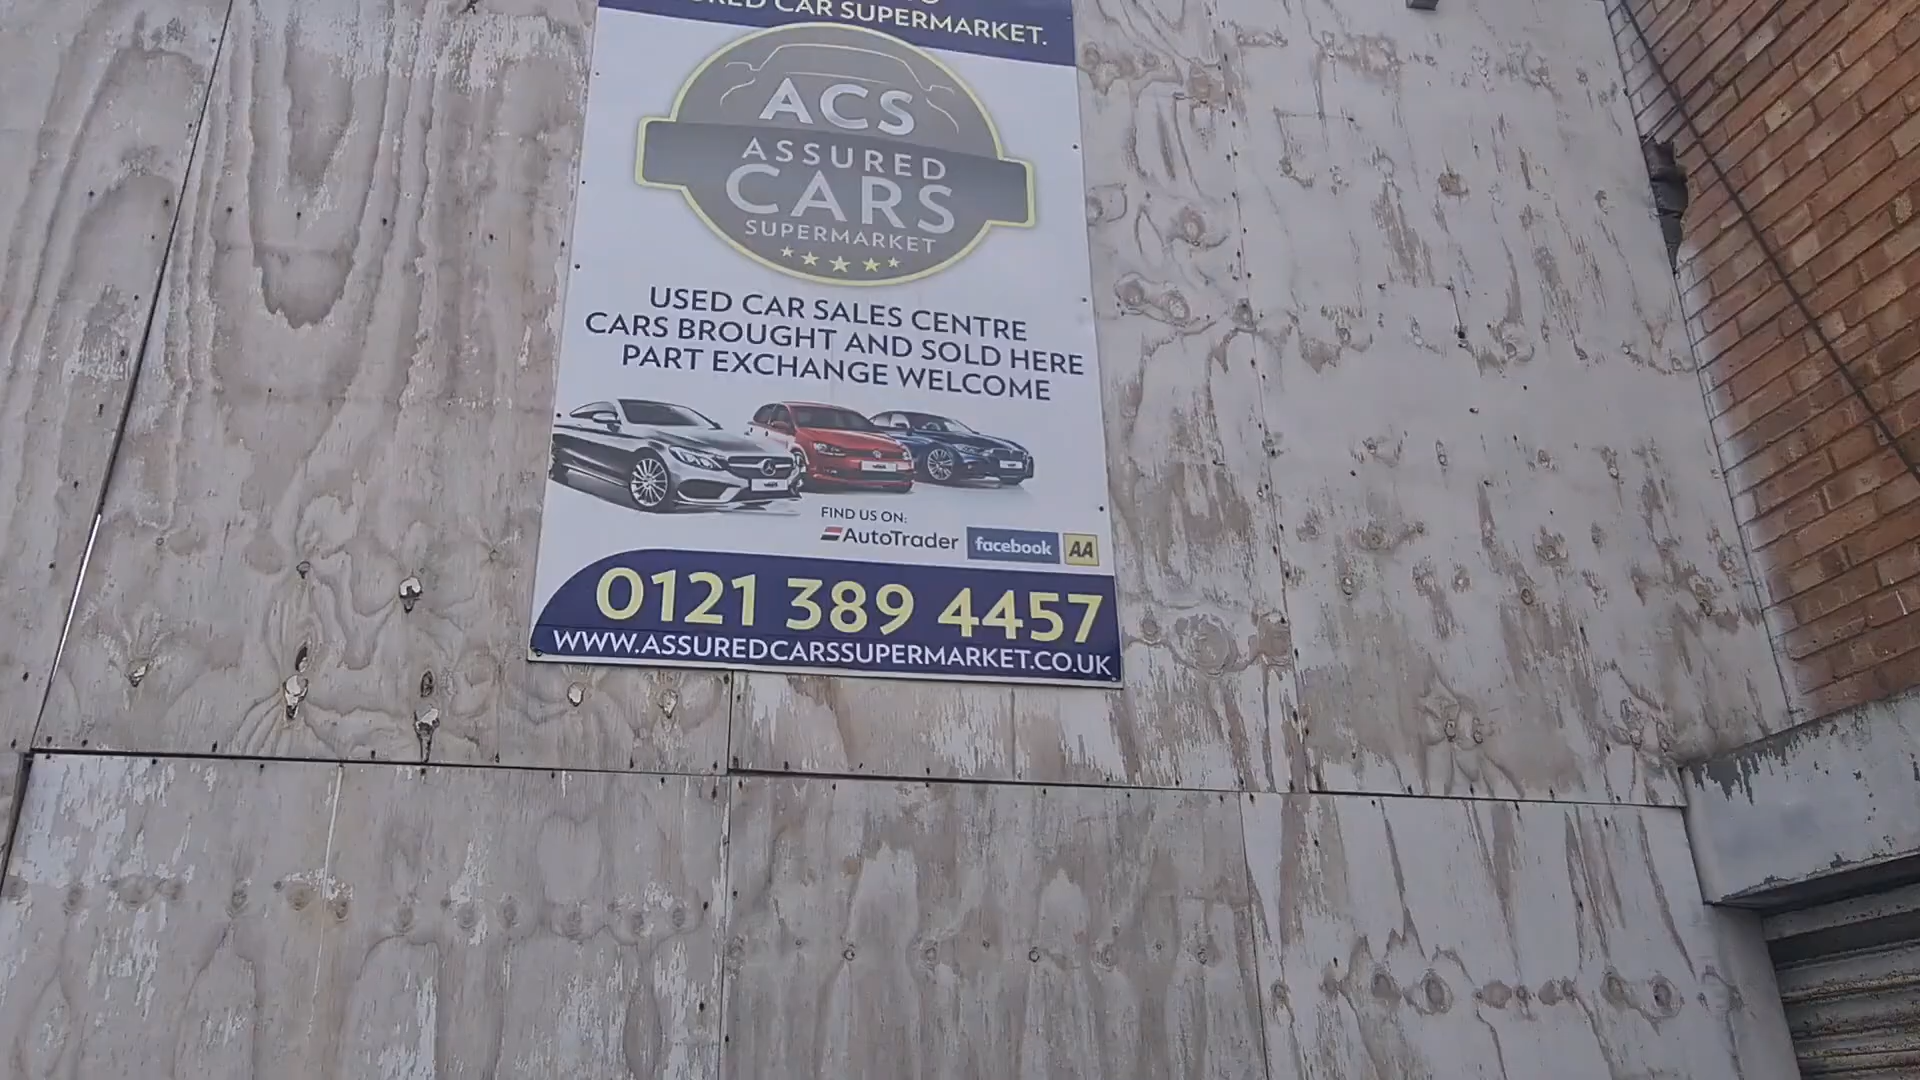 CAR SUPERMARKET.
ACS
ASSURED
CARS
SUPERMARKET
USED CAR SALES CENTRE
CARS BROUGHT AND SOLD HERE
PART EXCHANGE WELCOME
FIND US ON:
AutoTrader facebook AA
0121 389 4457
WWW.ASSUREDCARSSUPERMARKET.CO.UK